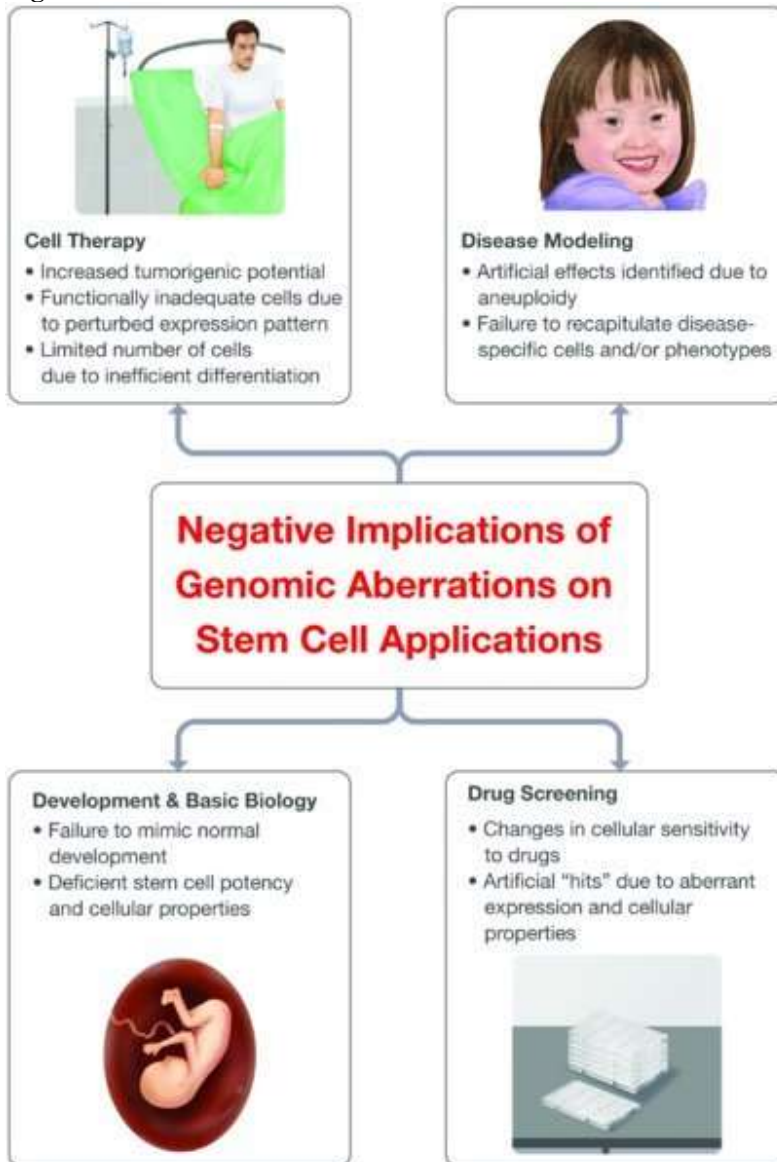 Cell Therapy
• Increased tumorigenic potential
• Functionally inadequate cells due
to perturbed expression pattern
• Limited number of cells
due to inefficient differentiation
Disease Modeling
• Artificial effects identified due to
aneuploidy
• Failure to recapitulate disease-
specific cells and/or phenotypes
Negative Implications of
Genomic Aberrations on
Stem Cell Applications
Development & Basic Biology
• Failure to mimic normal
development
• Deficient stem cell potency
and cellular properties
Drug Screening
• Changes in cellular sensitivity
to drugs
• Artificial "hits" due to aberrant
expression and cellular
properties